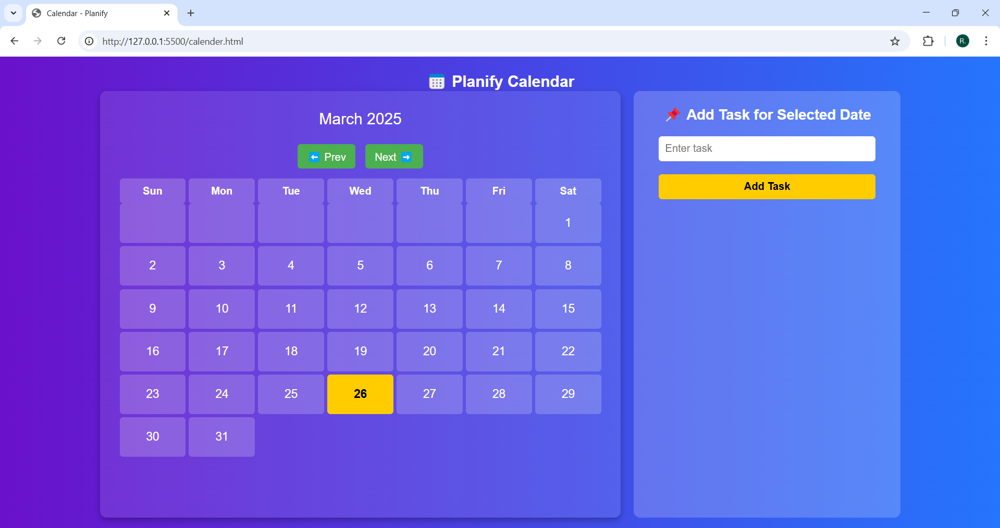 Calendar - Planify
http://127.0.0.1:5500/calender.html
R.
Planify Calendar
March 2025
Prev Next
Sun Mon Tue Wed Thu Fri Sat
1
2 3 4 5 6 7 8
9 10 11 12 13 14 15
16 17 18 19 20 21 22
23 24 25 26 27 28 29
30 31
Add Task for Selected Date
Enter task
Add Task